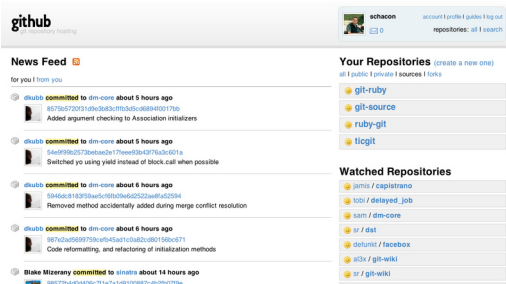 github
git repository hosting
schacon
account | profile | guides | log out
0
repositories: all | search
News Feed
for you | from you
dkubb committed to dm-core about 5 hours ago
8575b5720f31d9e3b83cfffb3d5cd6894f0017bb
Added argument checking to Association initializers
dkubb committed to dm-core about 5 hours ago
54e9f99b2573bebae2e17feee93b43f76a3c601a
Switched yo using yield instead of block.call when possible
dkubb committed to dm-core about 6 hours ago
5946dc8183f59ae5cf6fb09e6d2522ae8fa52594
Removed method accidentally added during merge conflict resolution
dkubb committed to dm-core about 6 hours ago
987e2ad5699759cefb45ad1c0a82cd80156bc671
Code reformatting, and refactoring of initialization methods
Blake Mizerany committed to sinatra about 14 hours ago
Your Repositories (create a new one)
all | public | private | sources | forks
git-ruby
git-source
ruby-git
ticgit
Watched Repositories
jamis / capistrano
tobi / delayed_job
sam / dm-core
sr / dst
defunkt / facebox
al3x / git-wiki
sr / git-wiki